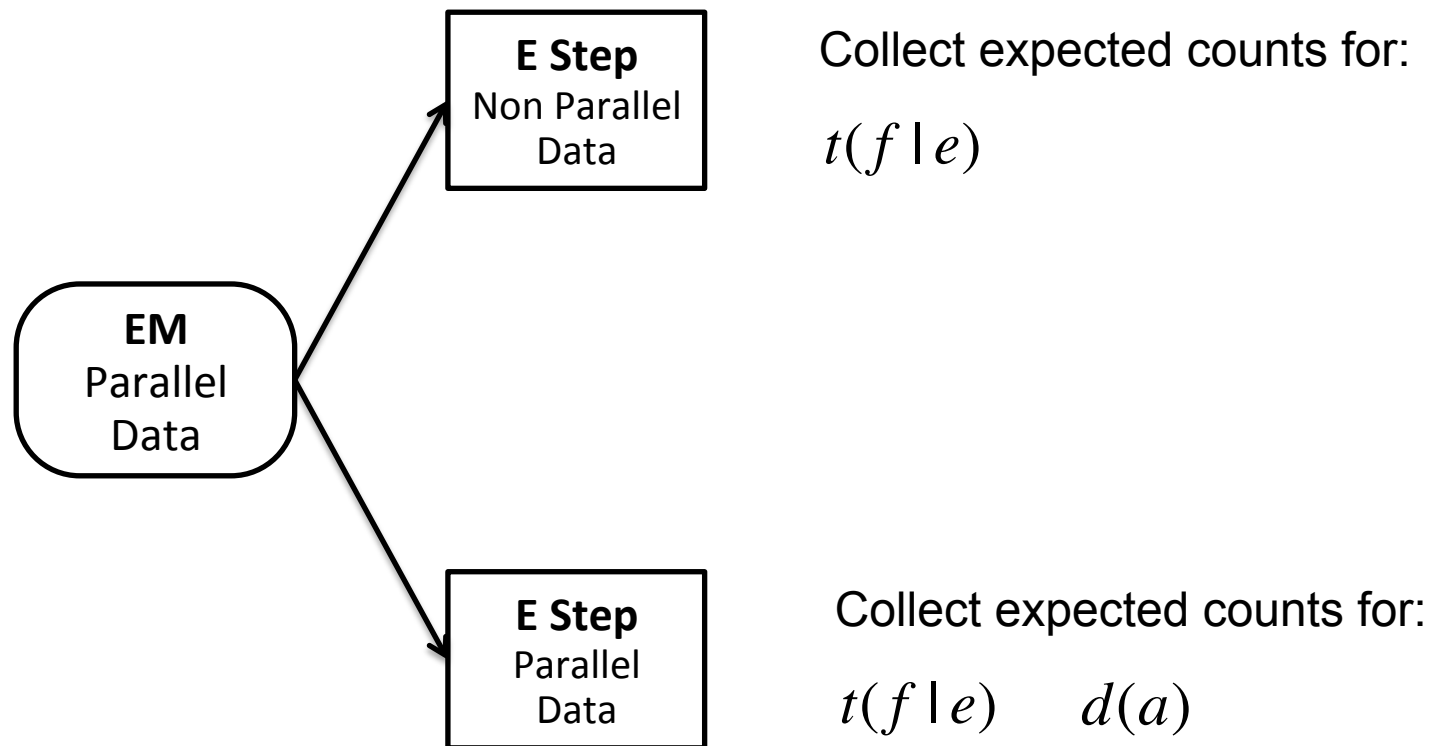 E Step
Non Parallel
Data
Collect expected counts for:
t(f | e)
EM
Parallel
Data
E Step
Parallel
Data
Collect expected counts for:
t(f | e) d(a)